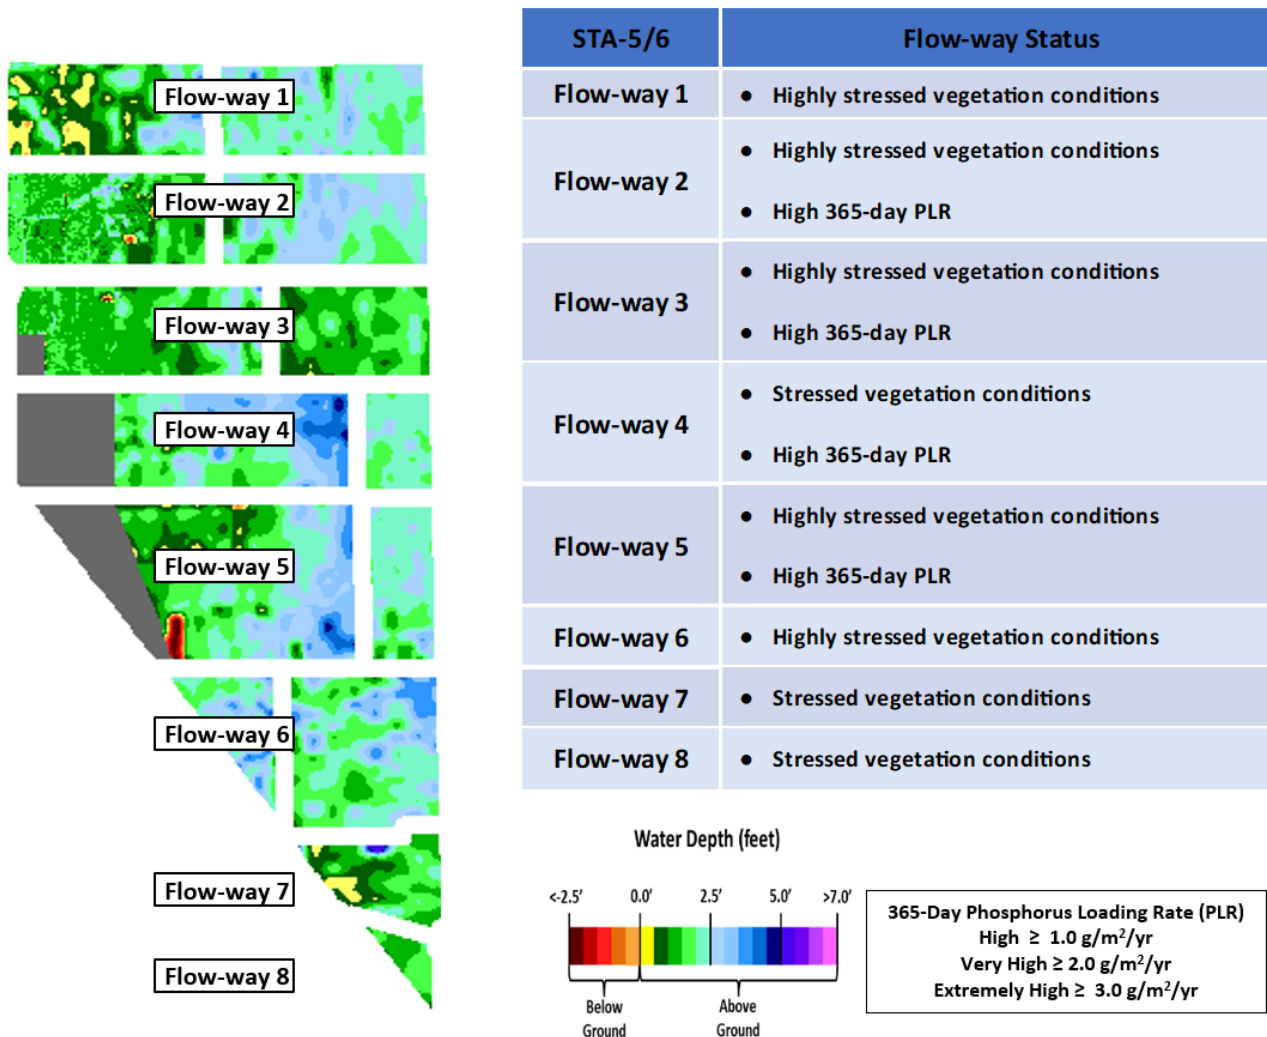 STA-5/6 Flow-way Status
Flow-way 1 ● Highly stressed vegetation conditions
Flow-way 2 ● Highly stressed vegetation conditions
● High 365-day PLR
Flow-way 3 ● Highly stressed vegetation conditions
● High 365-day PLR
Flow-way 4 ● Stressed vegetation conditions
● High 365-day PLR
Flow-way 5 ● Highly stressed vegetation conditions
● High 365-day PLR
Flow-way 6 ● Highly stressed vegetation conditions
Flow-way 7 ● Stressed vegetation conditions
Flow-way 8 ● Stressed vegetation conditions
Flow-way 1
Flow-way 2
Flow-way 3
Flow-way 4
Flow-way 5
Flow-way 6
Flow-way 7
Flow-way 8
Water Depth (feet)
<-2.5' 0.0' 2.5' 5.0' >7.0'
Below Ground
Above Ground
365-Day Phosphorus Loading Rate (PLR)
High ≥ 1.0 g/m²/yr
Very High ≥ 2.0 g/m²/yr
Extremely High ≥ 3.0 g/m²/yr